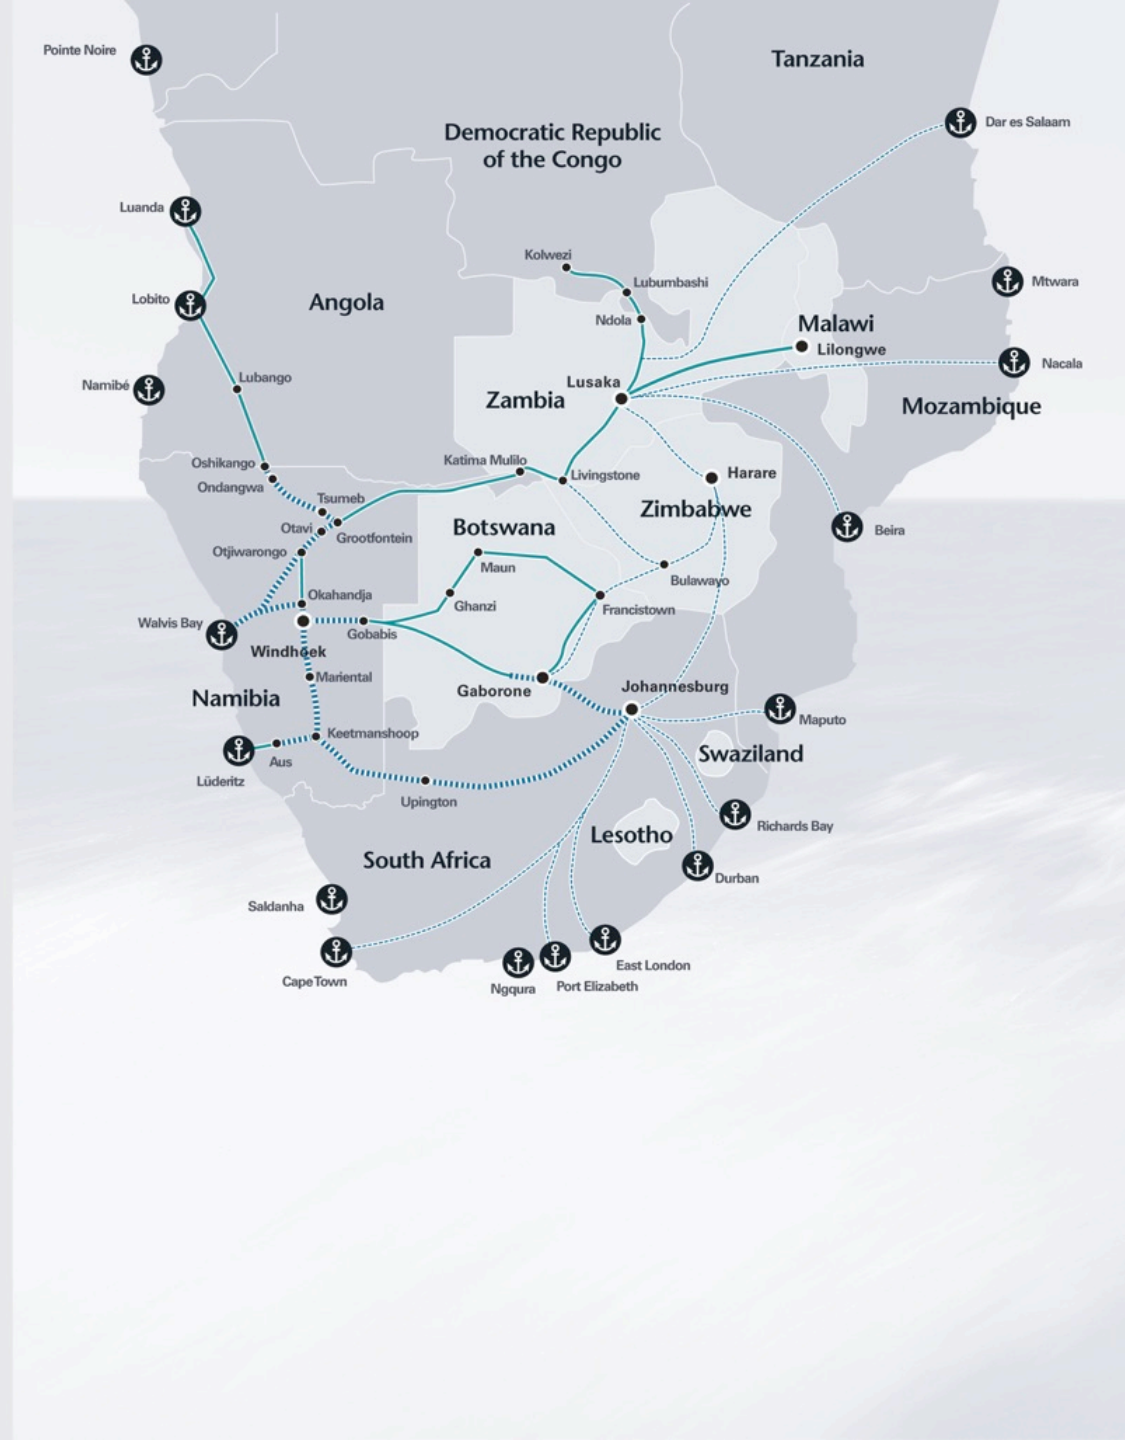 Pointe Noire
Tanzania
Dar es Salaam
Democratic Republic
of the Congo
Luanda
Kolwezi
Lubumbashi
Mtwara
Lobito
Angola
Ndola
Malawi
Lilongwe
Nacala
Namibé
Lubango
Lusaka
Zambia
Mozambique
Oshikango
Katima Mulilo
Livingstone
Harare
Ondangwa
Tsumeb
Zimbabwe
Otavi
Grootfontein
Botswana
Beira
Otjiwarongo
Maun
Bulawayo
Okahandja
Ghanzi
Francistown
Walvis Bay
Gobabis
Windhoek
Mariental
Gaborone
Johannesburg
Namibia
Maputo
Keetmanshoop
Swaziland
Aus
Lüderitz
Upington
Richards Bay
Lesotho
South Africa
Durban
Saldanha
East London
Cape Town
Ngqura
Port Elizabeth